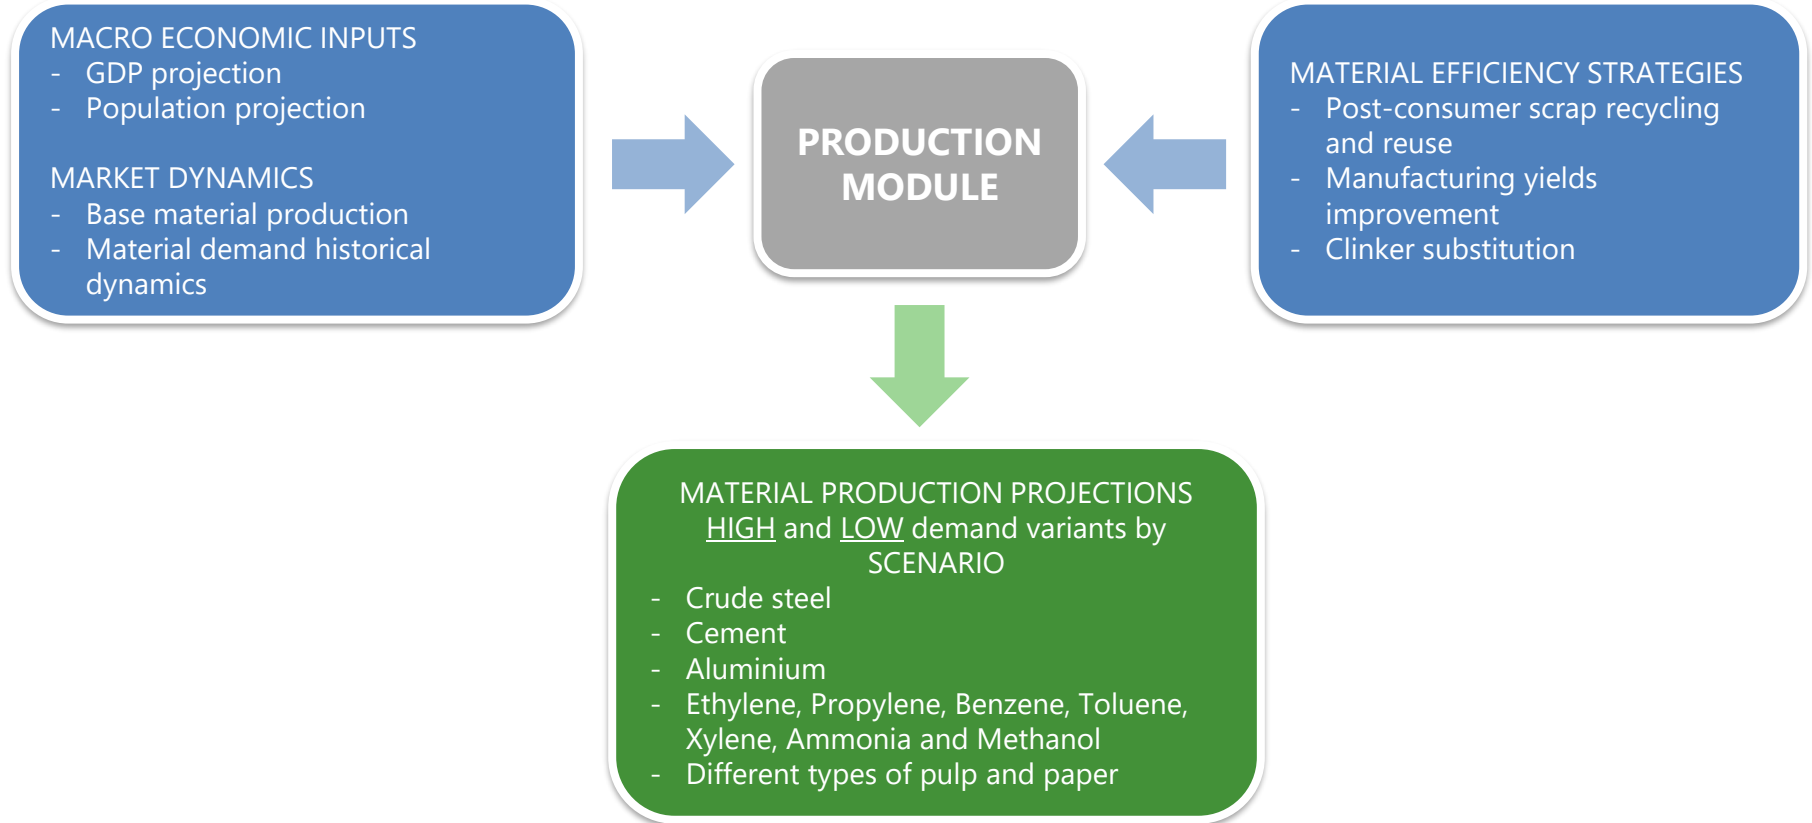 MACRO ECONOMIC INPUTS
- GDP projection
- Population projection
MARKET DYNAMICS
- Base material production
- Material demand historical
dynamics
PRODUCTION
MODULE
MATERIAL EFFICIENCY STRATEGIES
- Post-consumer scrap recycling
and reuse
- Manufacturing yields
improvement
- Clinker substitution
MATERIAL PRODUCTION PROJECTIONS
HIGH and LOW demand variants by
SCENARIO
- Crude steel
- Cement
- Aluminium
- Ethylene, Propylene, Benzene, Toluene,
Xylene, Ammonia and Methanol
- Different types of pulp and paper